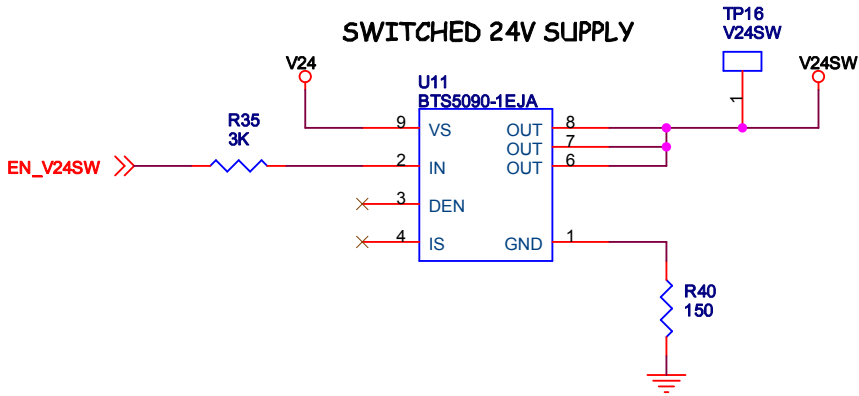 SWITCHED 24V SUPPLY
TP16
V24SW
V24
V24SW
U11
BTS5090-1EJA
1
R35
3K
9 VS OUT 8
OUT 7
EN_V24SW 2 IN OUT 6
3 DEN
4 IS GND 1
R40
150